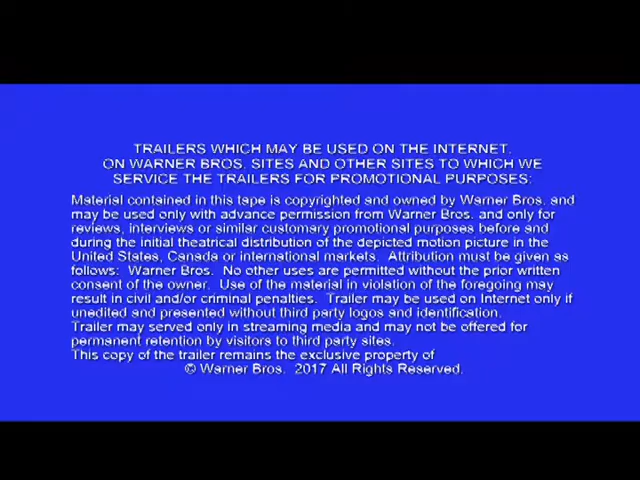 TRAILERS WHICH MAY BE USED ON THE INTERNET.
ON WARNER BROS. SITES AND OTHER SITES TO WHICH WE
SERVICE THE TRAILERS FOR PROMOTIONAL PURPOSES:
Material contained in this tape is copyrighted and owned by Warner Bros. and
may be used only with advance permission from Warner Bros. and only for
reviews, interviews or similar customary promotional purposes before and
during the initial theatrical distribution of the depicted motion picture in the
United States, Canada or international markets. Attribution must be given as
follows: Warner Bros. No other uses are permitted without the prior written
consent of the owner. Use of the material in violation of the foregoing may
result in civil and/or criminal penalties. Trailer may be used on Internet only if
unedited and presented without third party logos and identification.
Trailer may served only in streaming media and may not be offered for
permanent retention by visitors to third party sites.
This copy of the trailer remains the exclusive property of
© Warner Bros. 2017 All Rights Reserved.